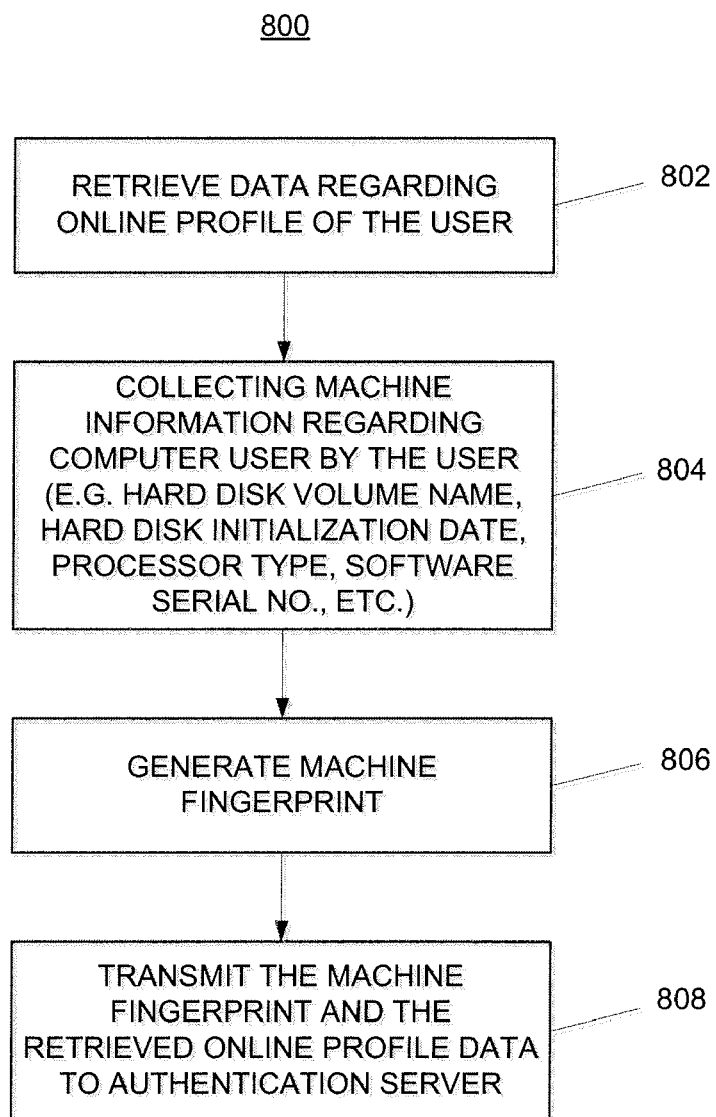 800
RETRIEVE DATA REGARDING
ONLINE PROFILE OF THE USER
802
COLLECTING MACHINE
INFORMATION REGARDING
COMPUTER USER BY THE USER
(E.G. HARD DISK VOLUME NAME,
HARD DISK INITIALIZATION DATE,
PROCESSOR TYPE, SOFTWARE
SERIAL NO., ETC.)
804
GENERATE MACHINE
FINGERPRINT
806
TRANSMIT THE MACHINE
FINGERPRINT AND THE
RETRIEVED ONLINE PROFILE DATA
TO AUTHENTICATION SERVER
808